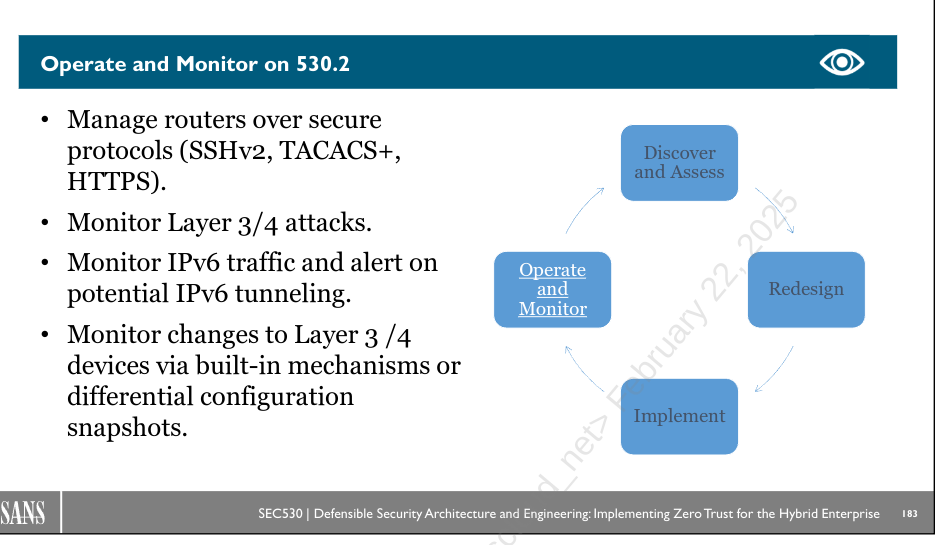 Operate and Monitor on 530.2
• Manage routers over secure
protocols (SSHv2, TACACS+,
HTTPS).
• Monitor Layer 3/4 attacks.
• Monitor IPv6 traffic and alert on
potential IPv6 tunneling.
• Monitor changes to Layer 3 /4
devices via built-in mechanisms or
differential configuration
snapshots.
Discover
and Assess
Redesign
Implement
Operate
and
Monitor
d_net> February 22, 2025
SANS
SEC530 | Defensible Security Architecture and Engineering: Implementing Zero Trust for the Hybrid Enterprise
183